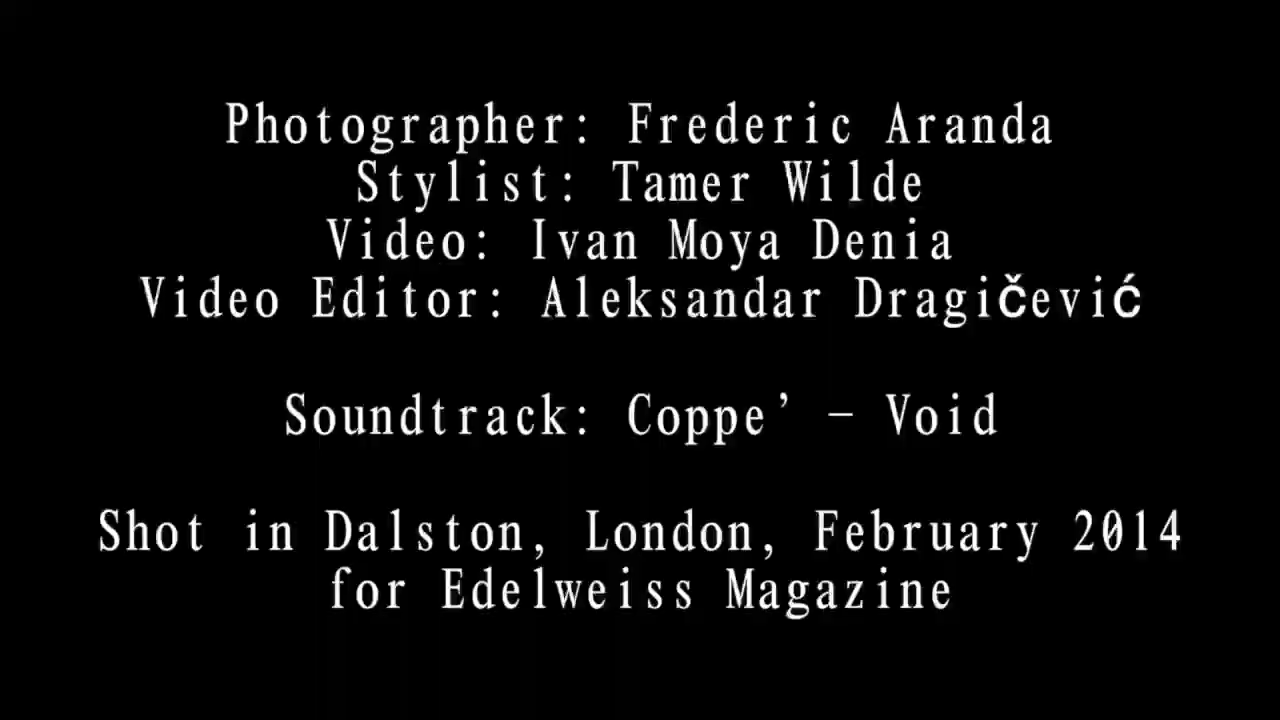 Photographer: Frederic Aranda
Stylist: Tamer Wilde
Video: Ivan Moya Denia
Video Editor: Aleksandar Dragičević
Soundtrack: Coppe’ – Void
Shot in Dalston, London, February 2014
for Edelweiss Magazine